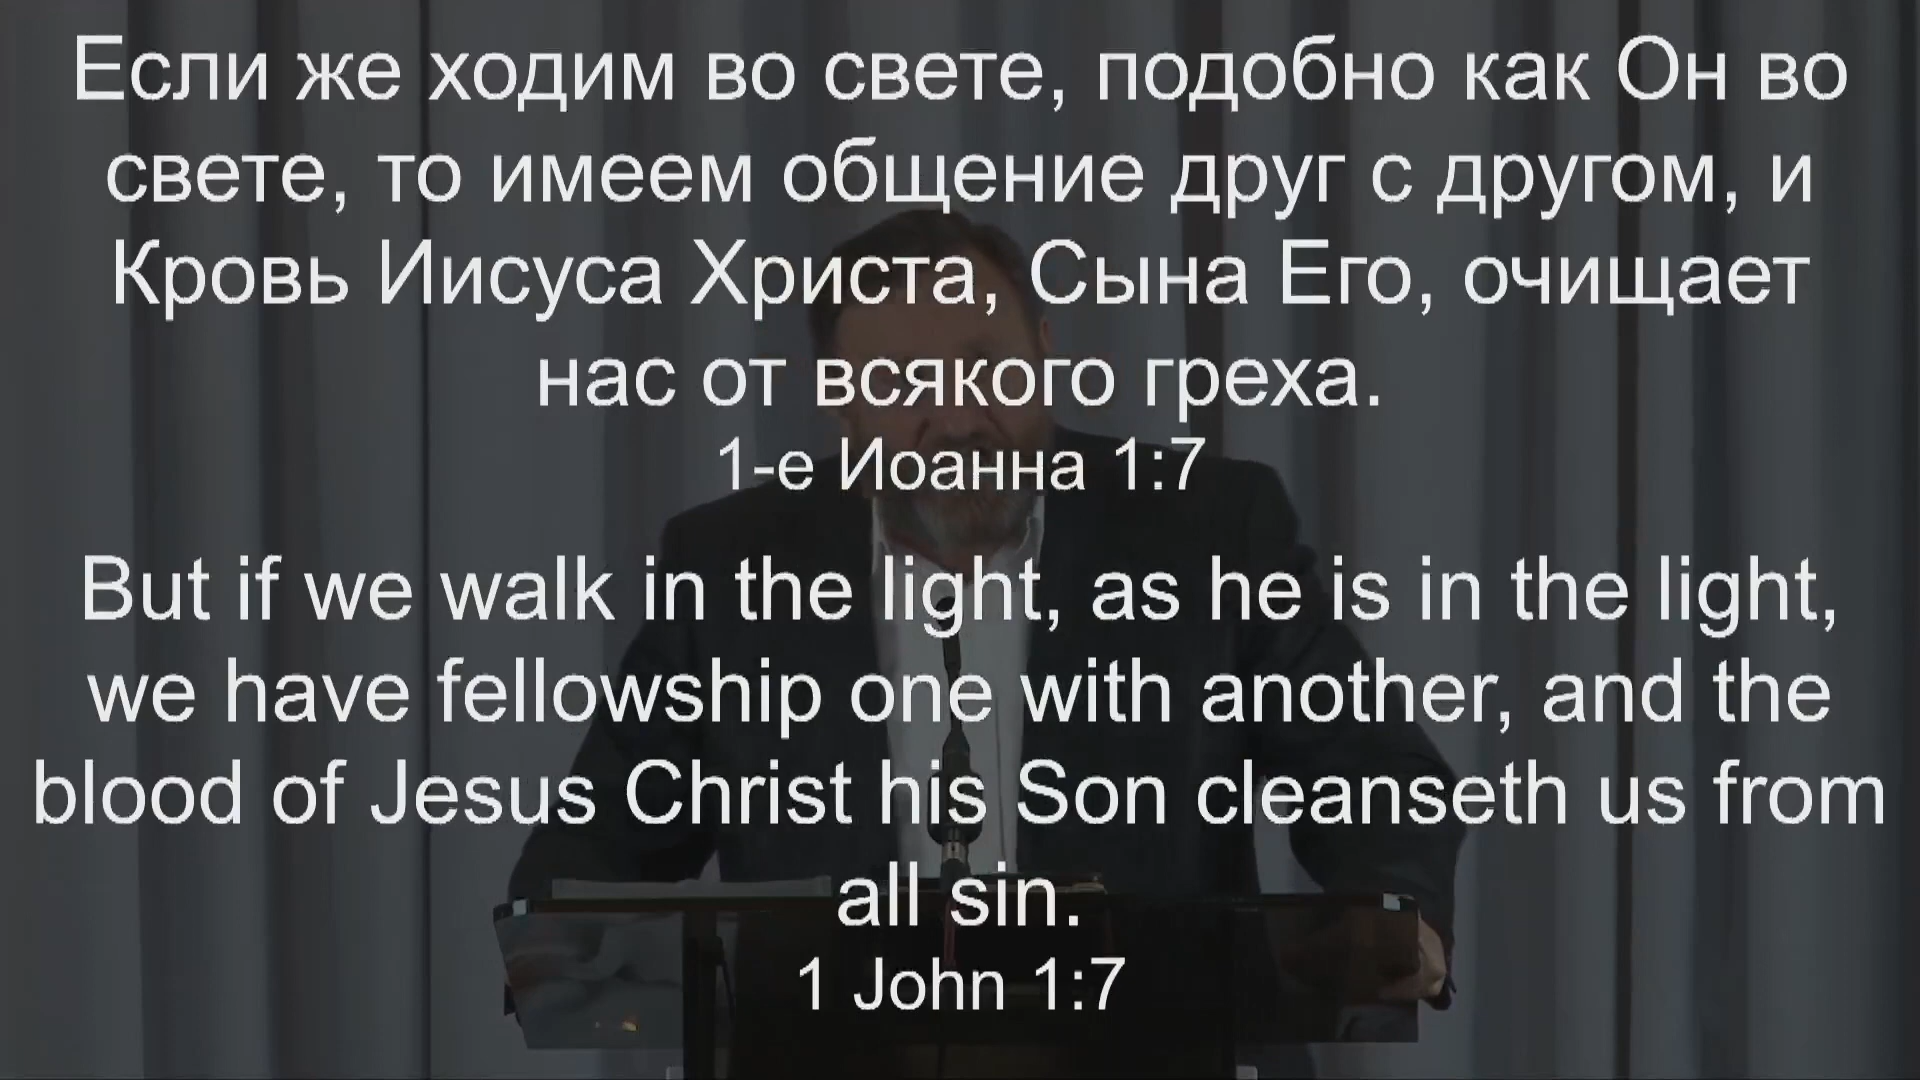 Если же ходим во свете, подобно как Он во
свете, то имеем общение друг с другом, и
Кровь Иисуса Христа, Сына Его, очищает
нас от всякого греха.
1-е Иоанна 1:7
But if we walk in the light, as he is in the light,
we have fellowship one with another, and the
blood of Jesus Christ his Son cleanseth us from
all sin.
1 John 1:7